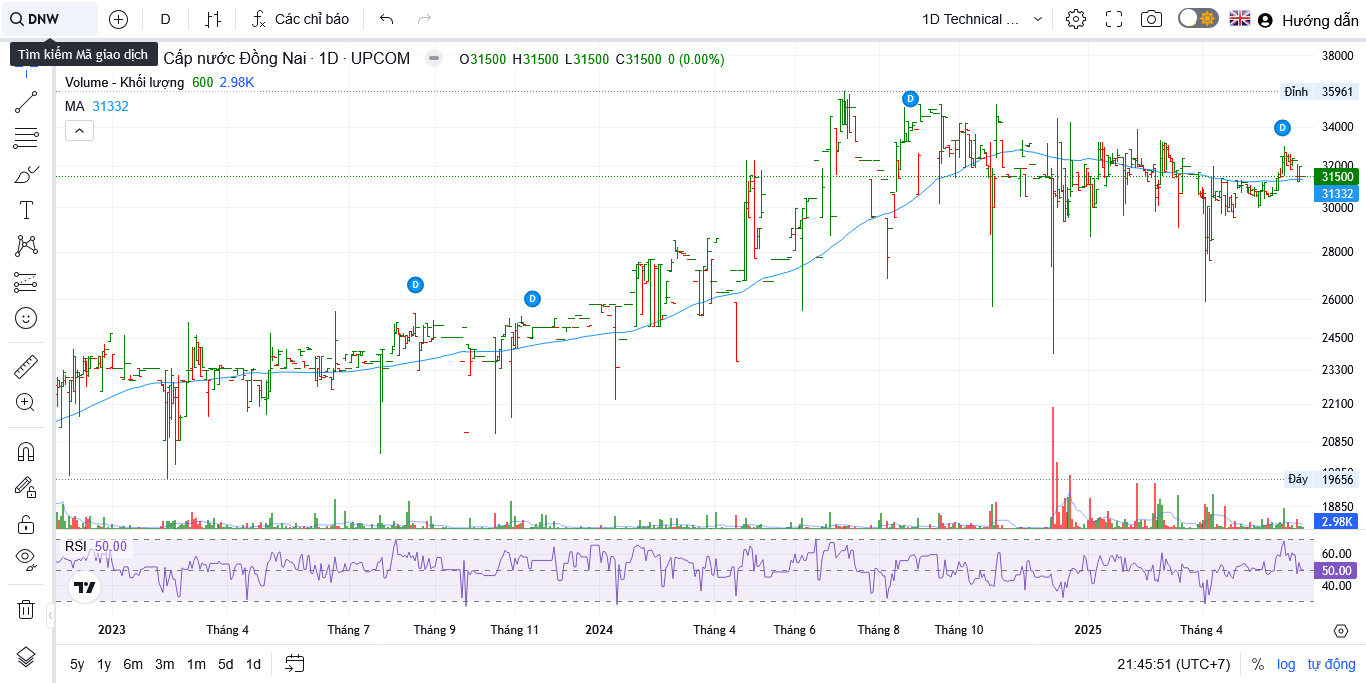 DNW
D
Các chỉ báo
1D Technical ...
Hướng dẫn
Tìm kiếm Mã giao dịch
Cấp nước Đồng Nai · 1D · UPCOM
O31500 H31500 L31500 C31500 0 (0.00%)
Volume - Khối lượng 600 2.98K
MA 31332
38000
Đỉnh 35961
34000
32000
31500
31332
30000
28000
26000
24500
23300
22100
20850
Đáy 19656
18850
2.98K
D
D
D
D
RSI 50.00
60.00
50.00
40.00
2023 Tháng 4 Tháng 7 Tháng 9 Tháng 11 2024 Tháng 4 Tháng 6 Tháng 8 Tháng 10 2025 Tháng 4
5y 1y 6m 3m 1m 5d 1d
21:45:51 (UTC+7) % log tự động